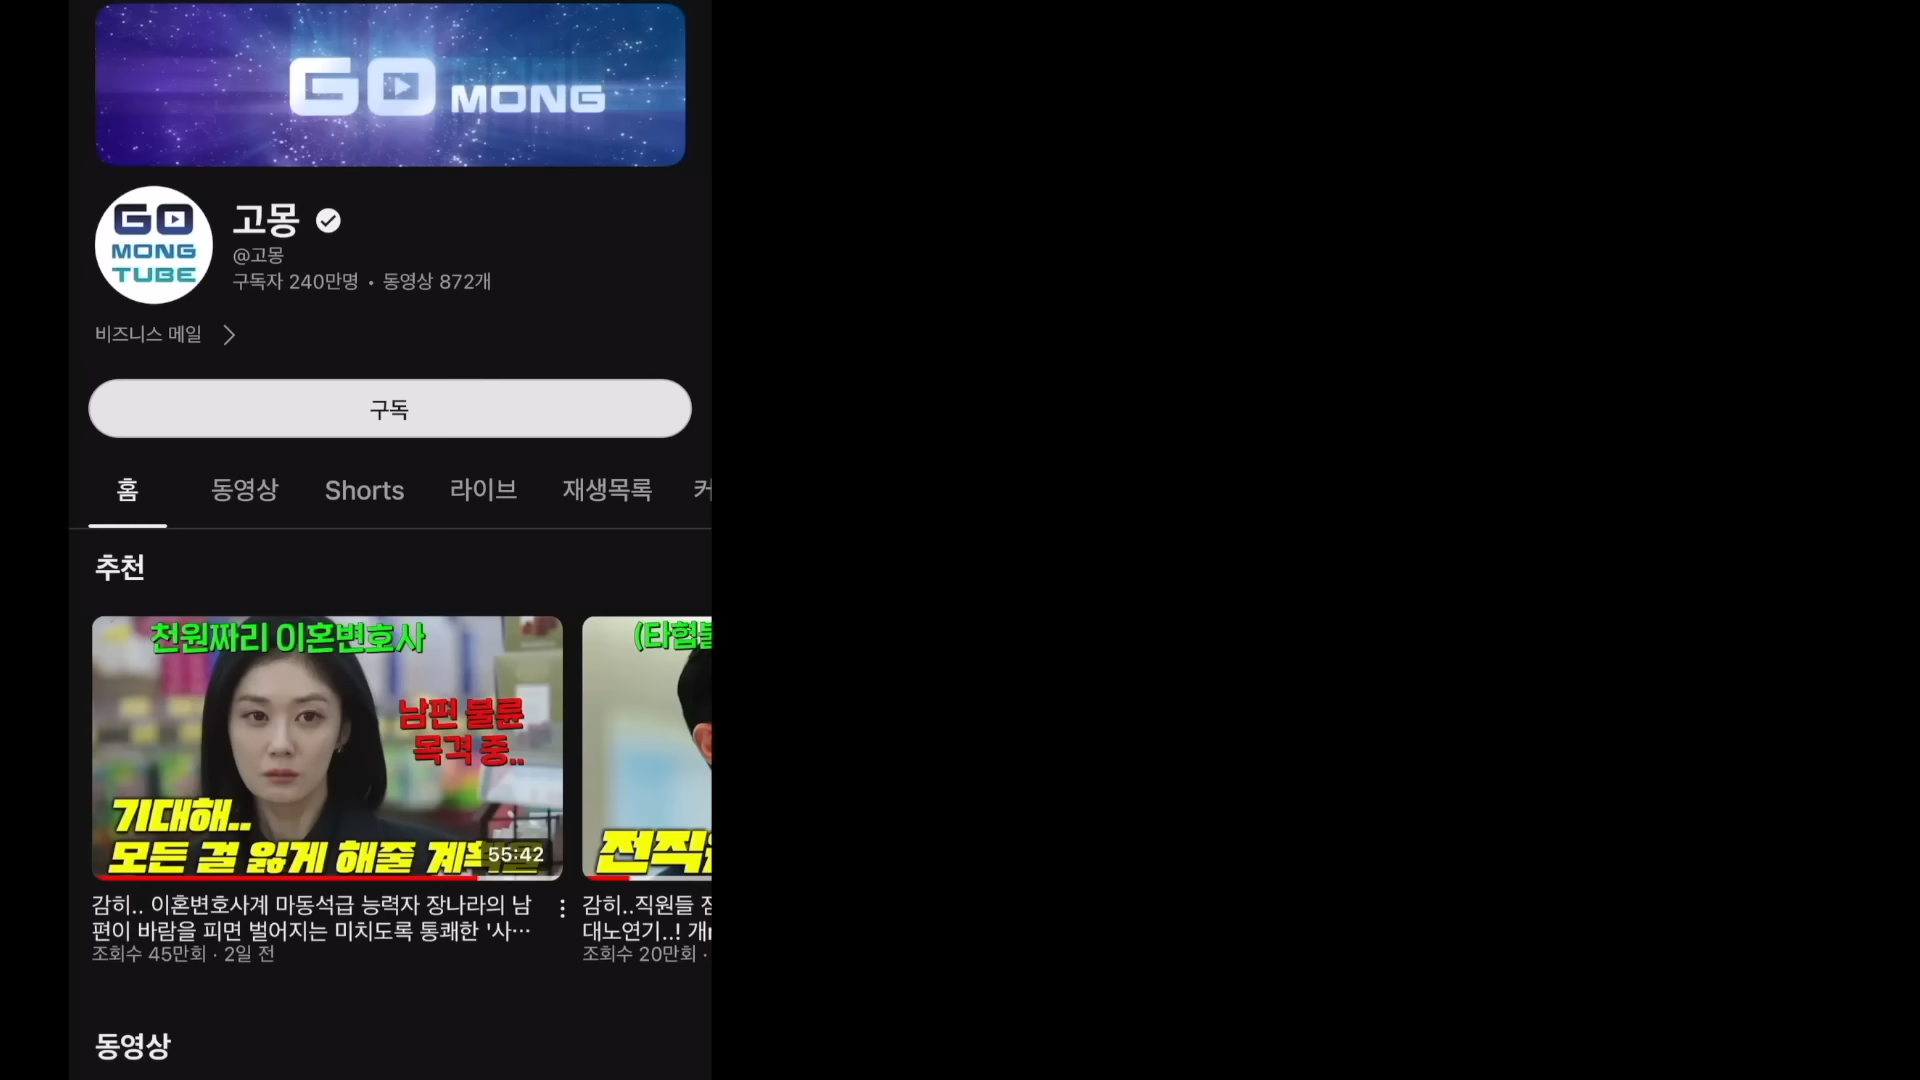 GO MONG
GO
MONG
TUBE
고몽
@고몽
구독자 240만명 • 동영상 872개
비즈니스 메일
구독
홈
동영상
Shorts
라이브
재생목록
추천
천원짜리 이혼변호사
남편 불륜
목격 중..
기대해..
모든 걸 잃게 해줄
55:42
감히.. 이혼변호사계 마동석급 능력자 장나라의 남
편이 바람을 피면 벌어지는 미치도록 통쾌한 '사…
조회수 45만회 · 2일 전
(타협
전직
감히..직원들
대노연기..!
조회수 20만회 ·
동영상